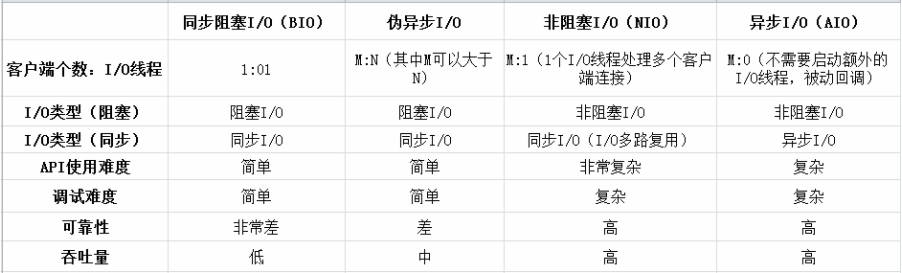 同步阻塞I/O（BIO） 伪异步I/O 非阻塞I/O（NIO） 异步I/O（AIO）
客户端个数：I/O线程 1:01 M:N（其中M可以大于N） M:1（1个I/O线程处理多个客户端连接） M:0（不需要启动额外的I/O线程，被动回调）
I/O类型（阻塞） 阻塞I/O 阻塞I/O 非阻塞I/O 非阻塞I/O
I/O类型（同步） 同步I/O 同步I/O 同步I/O（I/O多路复用） 异步I/O
API使用难度 简单 简单 非常复杂 复杂
调试难度 简单 简单 复杂 复杂
可靠性 非常差 差 高 高
吞吐量 低 中 高 高